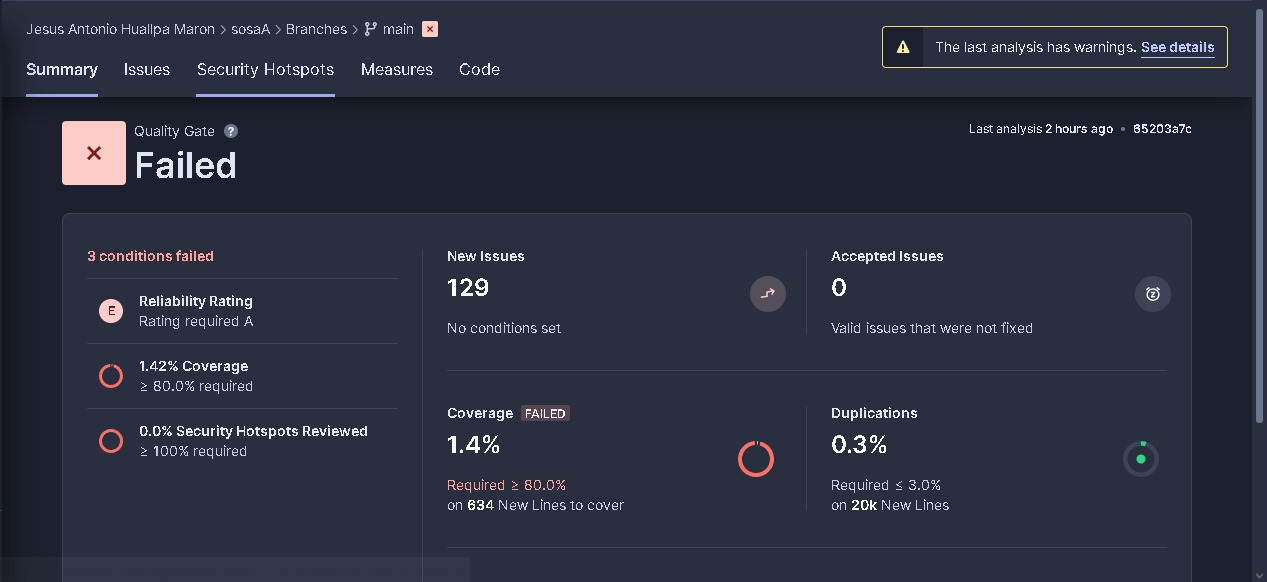 Jesus Antonio Huallpa Maron > sosaA > Branches > main
The last analysis has warnings. See details
Summary Issues Security Hotspots Measures Code
Quality Gate ?
Failed
Last analysis 2 hours ago • 65203a7c
3 conditions failed
E
Reliability Rating
Rating required A
1.42% Coverage
≥ 80.0% required
0.0% Security Hotspots Reviewed
≥ 100% required
New Issues
129
No conditions set
Accepted Issues
0
Valid issues that were not fixed
Coverage FAILED
1.4%
Required ≥ 80.0%
on 634 New Lines to cover
Duplications
0.3%
Required ≤ 3.0%
on 20k New Lines